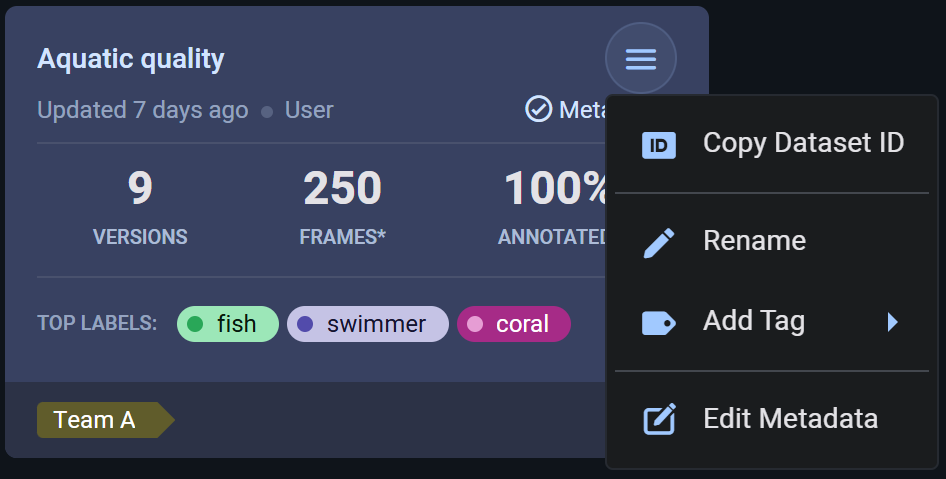 Aquatic quality
Updated 7 days ago User
Meta
9
VERSIONS
250
FRAMES*
100%
ANNOTATED
TOP LABELS: fish swimmer coral
Team A
ID Copy Dataset ID
Rename
Add Tag
Edit Metadata